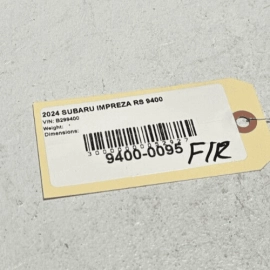 2024 SUBARU IMPREZA RS 9400
VIN: B299400
Weight:
Dimensions:
9400-0095
F/R